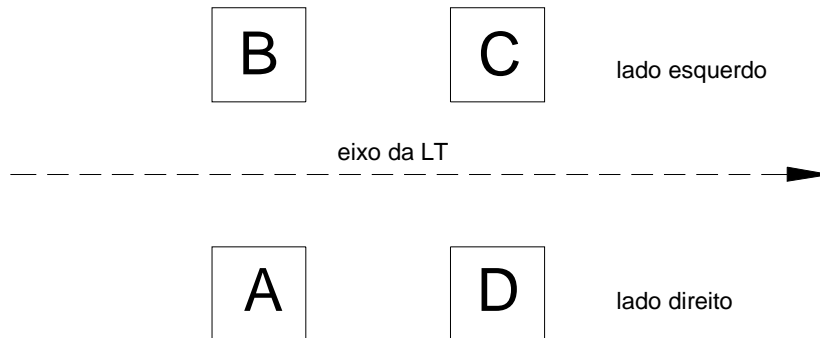 B C lado esquerdo
eixo da LT
A D lado direito